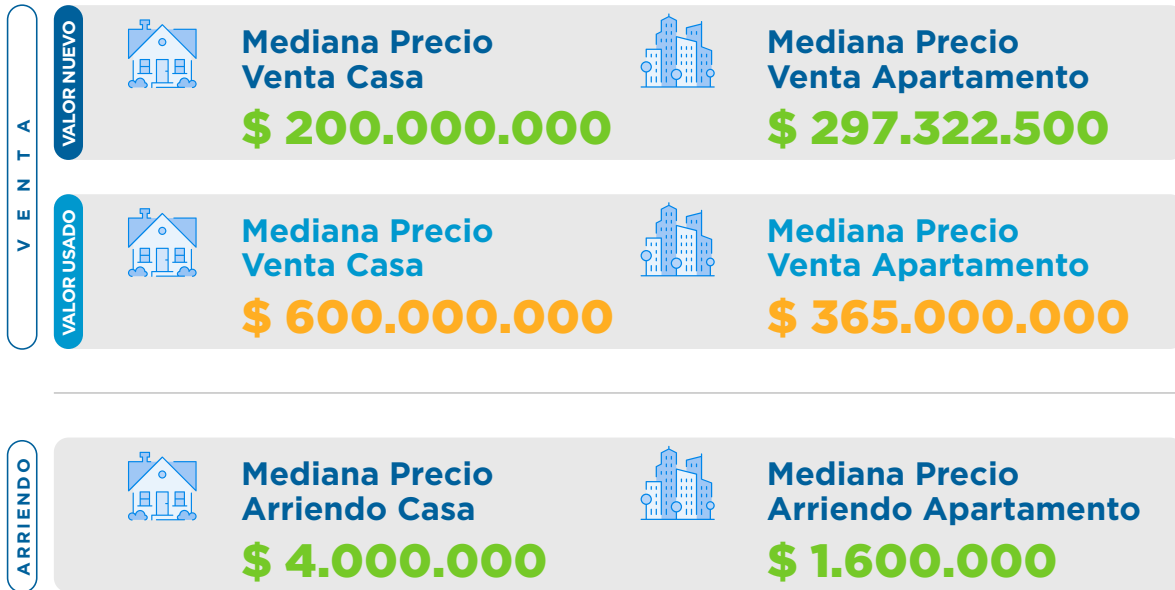 VENTA
VALOR NUEVO
Mediana Precio
Venta Casa
$ 200.000.000
Mediana Precio
Venta Apartamento
$ 297.322.500
VALOR USADO
Mediana Precio
Venta Casa
$ 600.000.000
Mediana Precio
Venta Apartamento
$ 365.000.000
ARRIENDO
Mediana Precio
Arriendo Casa
$ 4.000.000
Mediana Precio
Arriendo Apartamento
$ 1.600.000